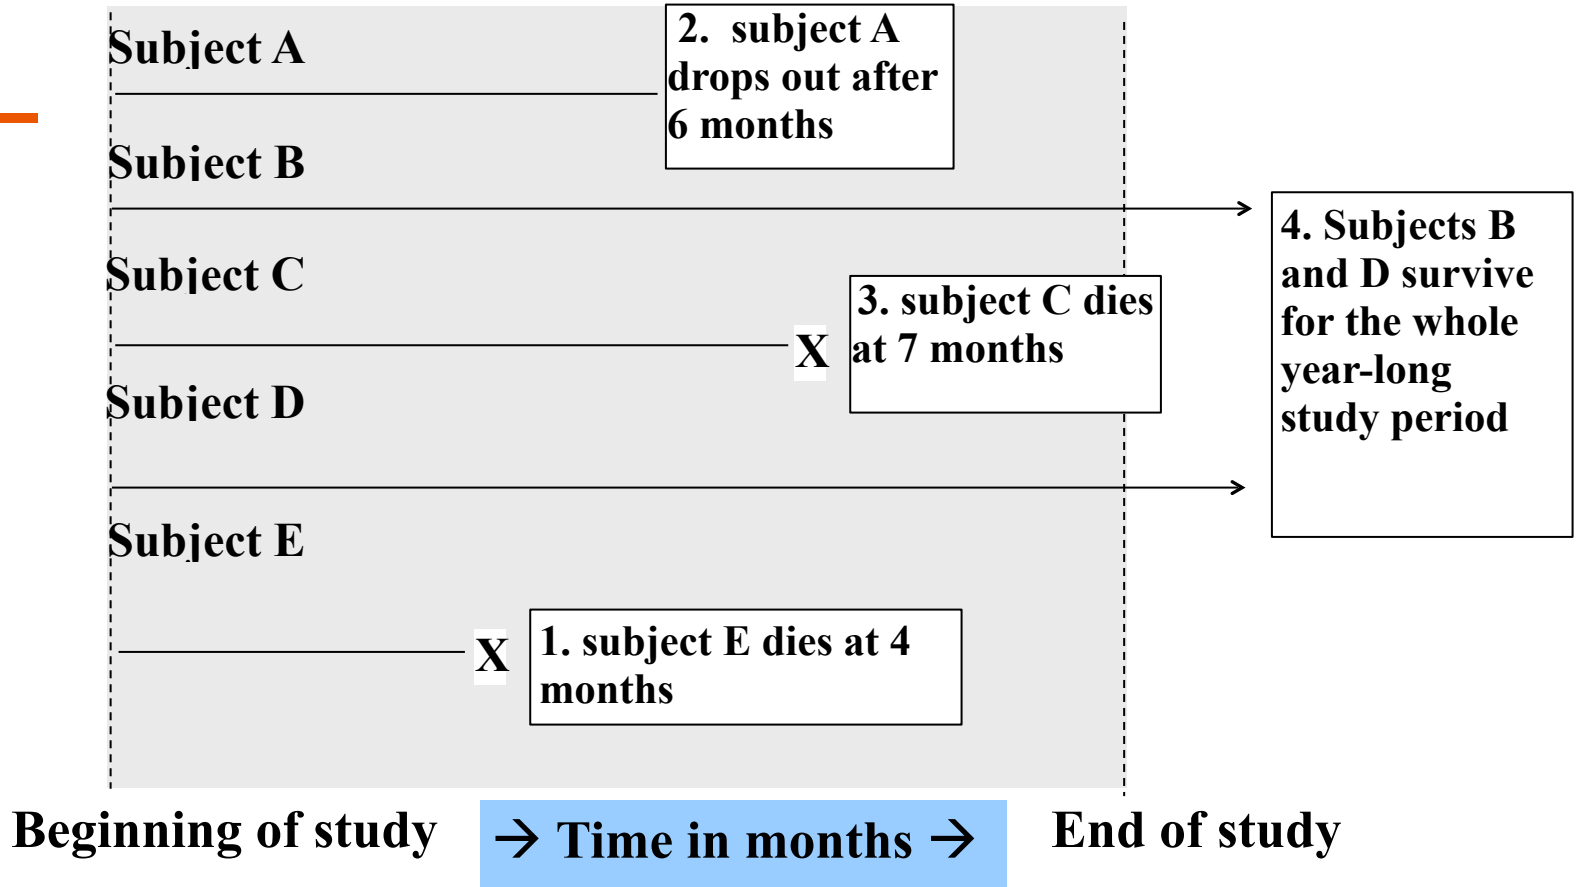 Subject A
2. subject A
drops out after
6 months
Subject B
4. Subjects B
and D survive
for the whole
year-long
study period
Subject C
3. subject C dies
at 7 months
X
Subject D
Subject E
X
1. subject E dies at 4
months
Beginning of study
→ Time in months →
End of study